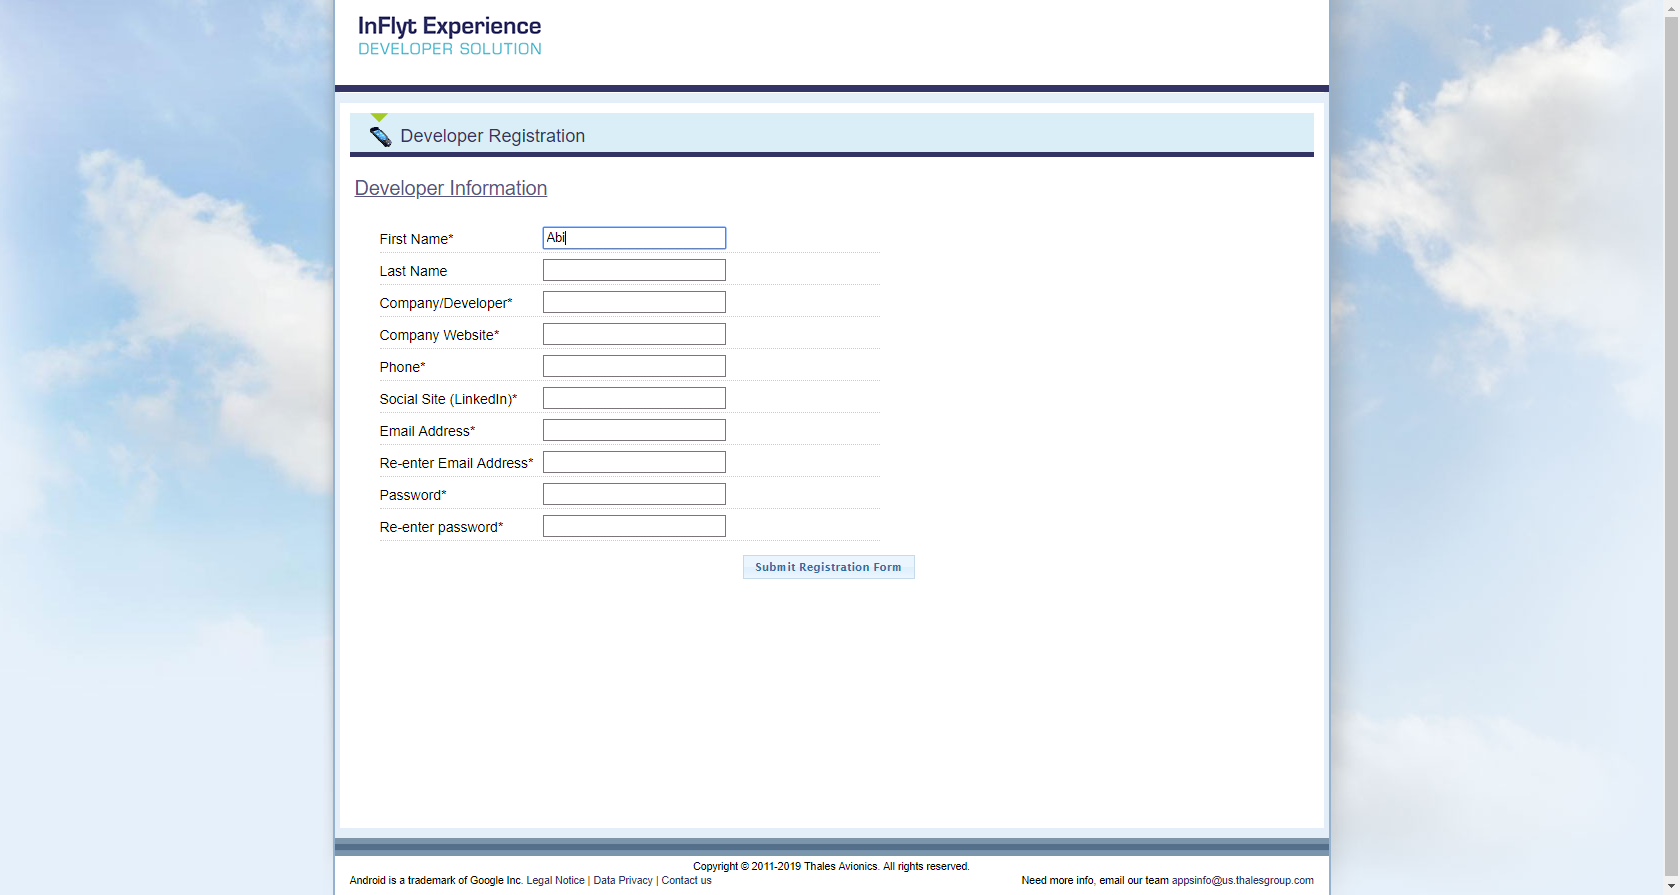 InFlyt Experience
DEVELOPER SOLUTION
Developer Registration
Developer Information
First Name* Abi
Last Name
Company/Developer*
Company Website*
Phone*
Social Site (LinkedIn)*
Email Address*
Re-enter Email Address*
Password*
Re-enter password*
Submit Registration Form
Copyright © 2011-2019 Thales Avionics. All rights reserved.
Android is a trademark of Google Inc. Legal Notice | Data Privacy | Contact us
Need more info, email our team appsinfo@us.thalesgroup.com